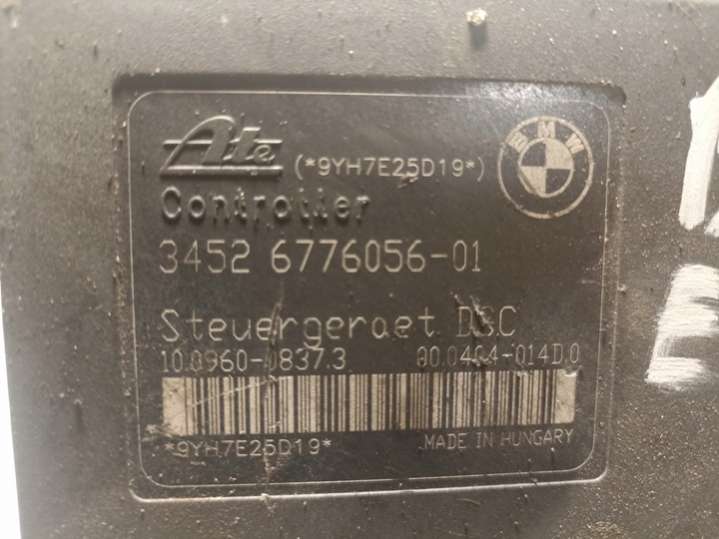 Ate (*9YH7E25D19*) BMW
Controller
3452 6776056-01
Steuergeraet DSC
10.0960-0837.3 00.0404-014D.0
*9YH7E25D19*
MADE IN HUNGARY